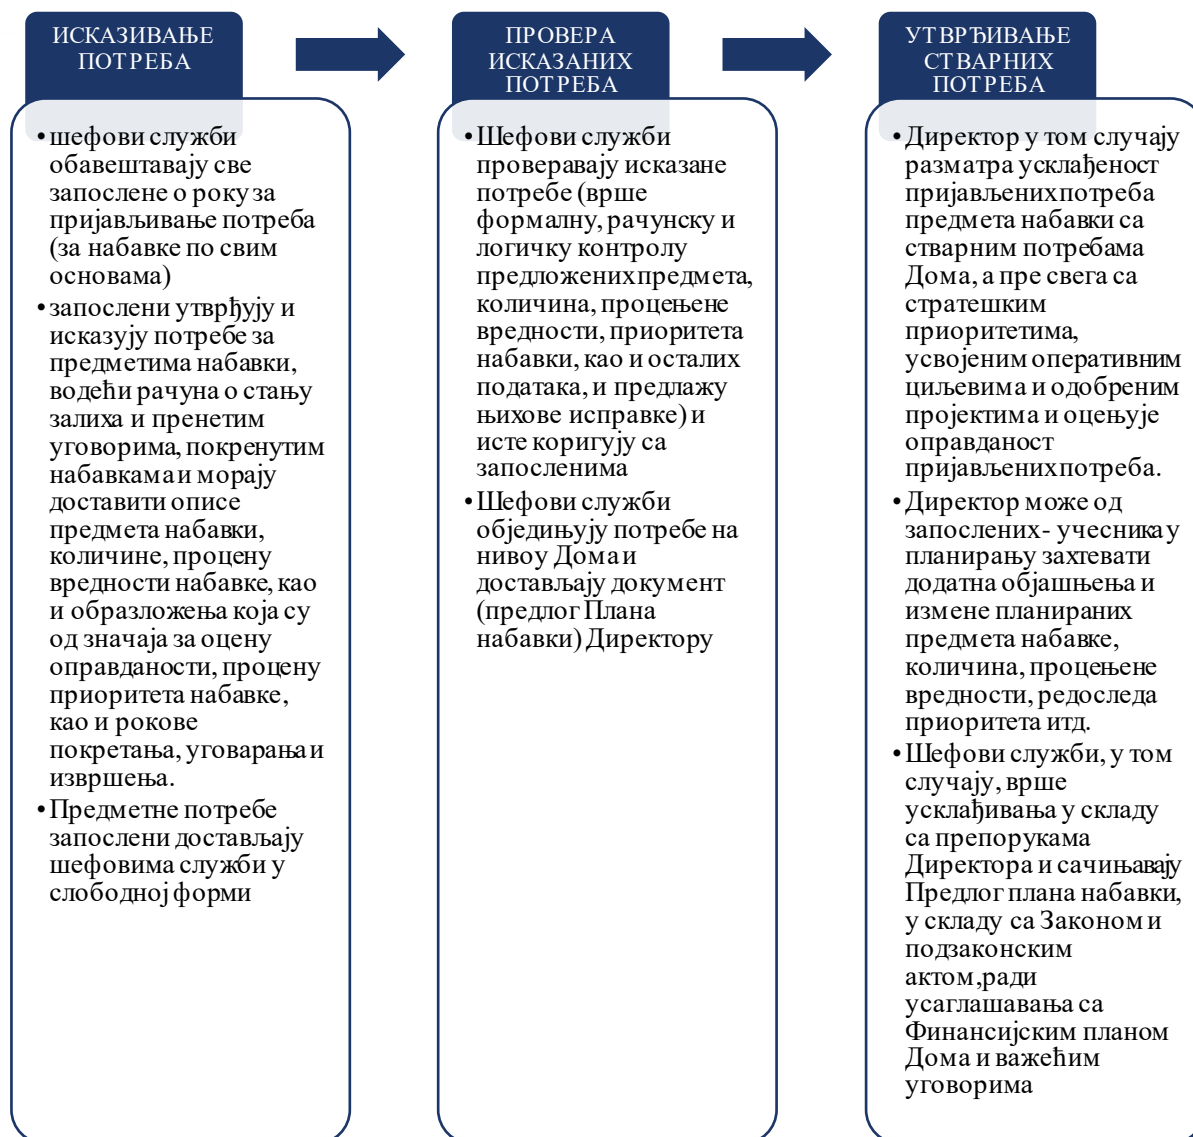 ИСКАЗИВАЊЕ
ПОТРЕБА
•шефови служби
обавештавају све
запослене о року за
пријављивање потреба
(за набавке по свим
основама)
•запослени утврђују и
исказују потребе за
предметима набавки,
водећи рачуна о стању
залиха и пренетим
уговорима, покренутим
набавкама и морају
доставити описе
предмета набавки,
количине, процену
вредности набавке, као
и образложења која су
од значаја за оцену
оправданости, процену
приоритета набавке,
као и рокове
покретања, уговарања и
извршења.
•Предметне потребе
запослени достављају
шефовима служби у
слободној форми
ПРОВЕРА
ИСКАЗАНИХ
ПОТРЕБА
•Шефови служби
проверавају исказане
потребе (врше
формалну, рачунску и
логичку контролу
предложених предмета,
количина, процењене
вредности, приоритета
набавки, као и осталих
података, и предлажу
њихове исправке) и
исте коригују са
запосленима
•Шефови служби
обједињују потребе на
нивоу Дома и
достављају документ
(предлог Плана
набавки) Директору
УТВРЂИВАЊЕ
СТВАРНИХ
ПОТРЕБА
•Директор у том случају
разматра усклађеност
пријављених потреба
предмета набавки са
стварним потребама
Дома, а пре свега са
стратешким
приоритетима,
усвојеним оперативним
циљевима и одобреним
пројектима и оцењује
оправданост
пријављених потреба.
•Директор може од
запослених- учесника у
планирању захтевати
додатна објашњења и
измене планираних
предмета набавке,
количина, процењене
вредности, редоследа
приоритета итд.
•Шефови служби, у том
случају, врше
усклађивања у складу
са препорукама
Директора и сачињавају
Предлог плана набавки,
у складу са Законом и
подзаконским
актом,ради
усаглашавања са
Финансијским планом
Дома и важећим
уговорима